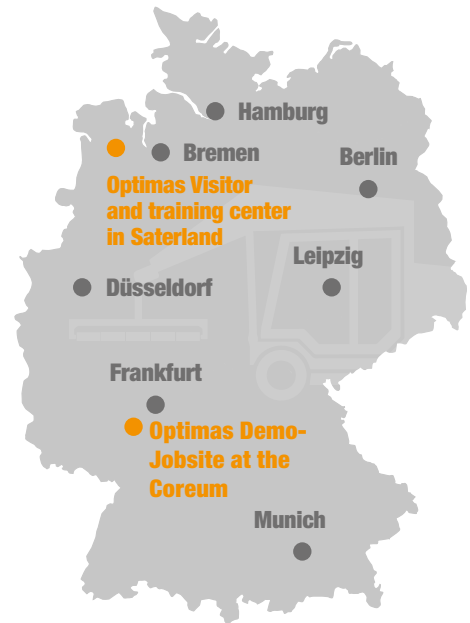 Hamburg
Bremen
Berlin
Optimas Visitor
and training center
in Saterland
Leipzig
Düsseldorf
Frankfurt
Optimas Demo-
Jobsite at the
Coreum
Munich